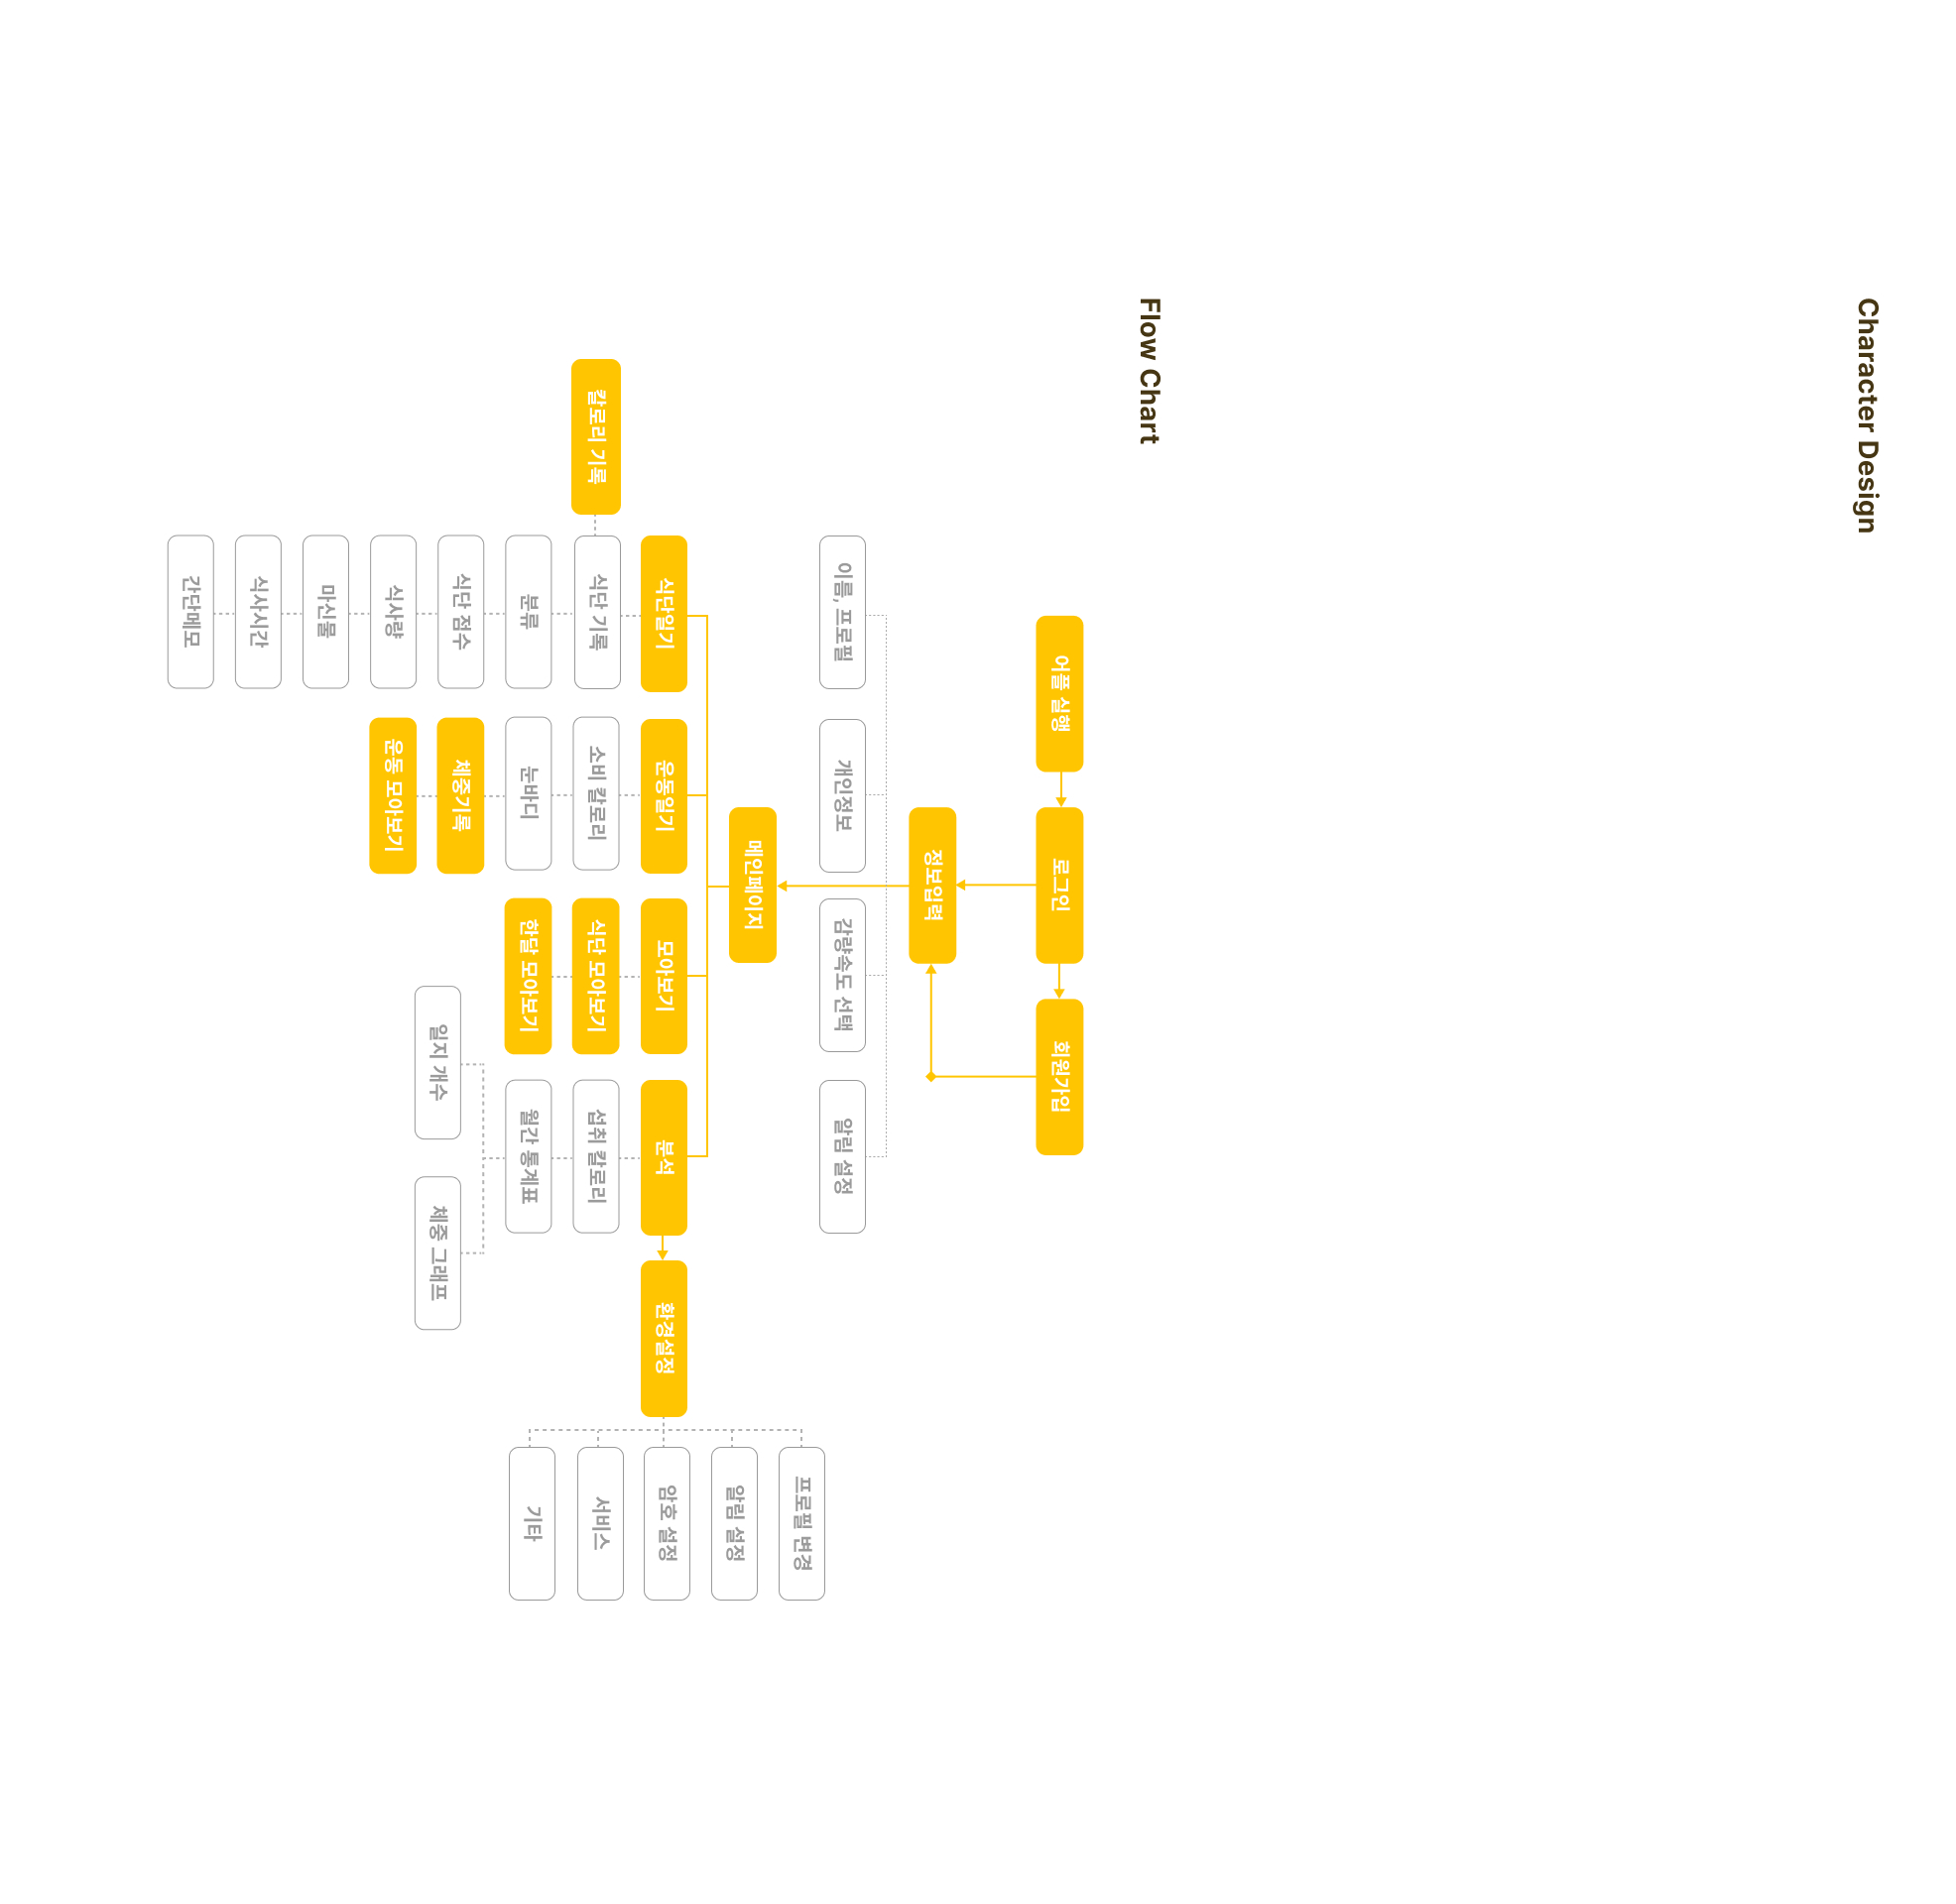 Character Design
Flow Chart
어플 실행
로그인
회원가입
정보입력
이름, 프로필
개인정보
감량속도 선택
알림 설정
메인페이지
식단일기
운동일기
모아보기
분석
환경설정
칼로리 기록
식단 기록
소비 칼로리
식단 모아보기
섭취 칼로리
분류
눈바디
한달 모아보기
월간 통계표
식단 점수
체중기록
일지 개수
체중 그래프
식사량
운동 모아보기
마신물
식사시간
간단메모
프로필 변경
알림 설정
암호 설정
서비스
기타